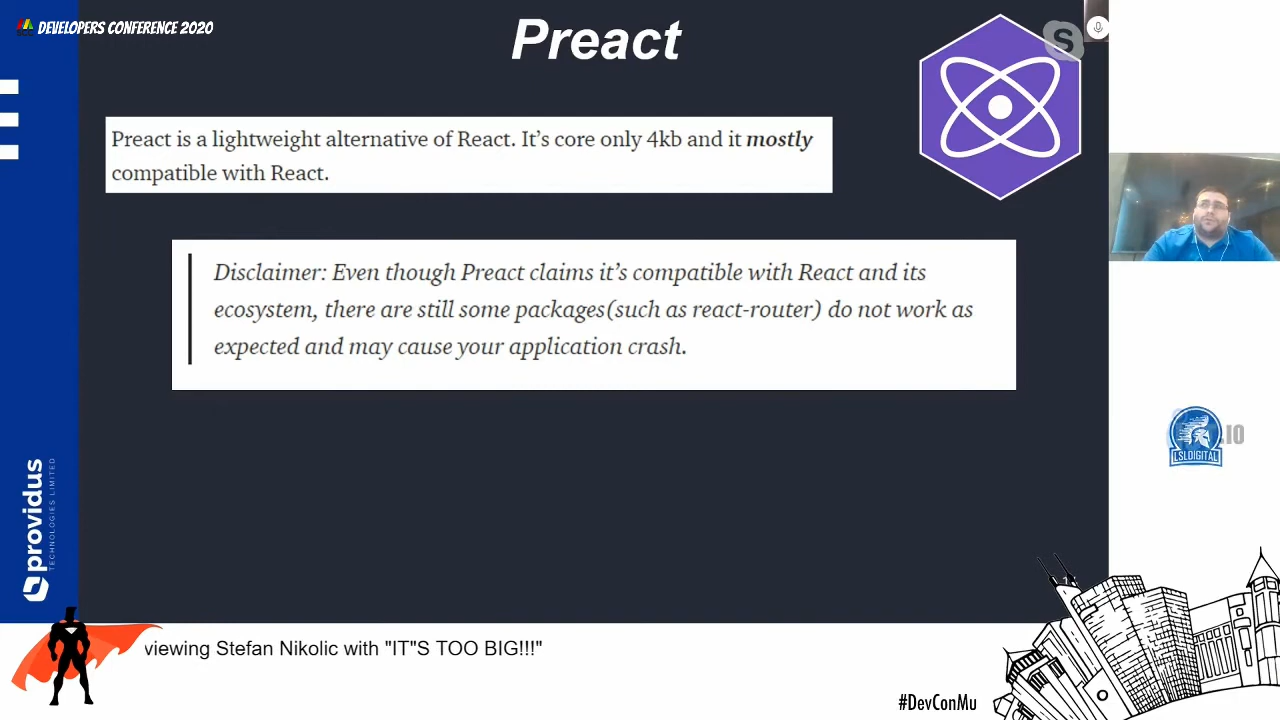 DEVELOPERS CONFERENCE 2020
Preact
S
Preact is a lightweight alternative of React. It's core only 4kb and it mostly
compatible with React.
Disclaimer: Even though Preact claims it's compatible with React and its
ecosystem, there are still some packages(such as react-router) do not work as
expected and may cause your application crash.
providus
TECHNOLOGIES LIMITED
LSLDIGITAL
.IO
viewing Stefan Nikolic with "IT"S TOO BIG!!!"
#DevConMu